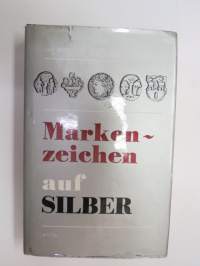 Marken~
zeichen
auf
SILBER